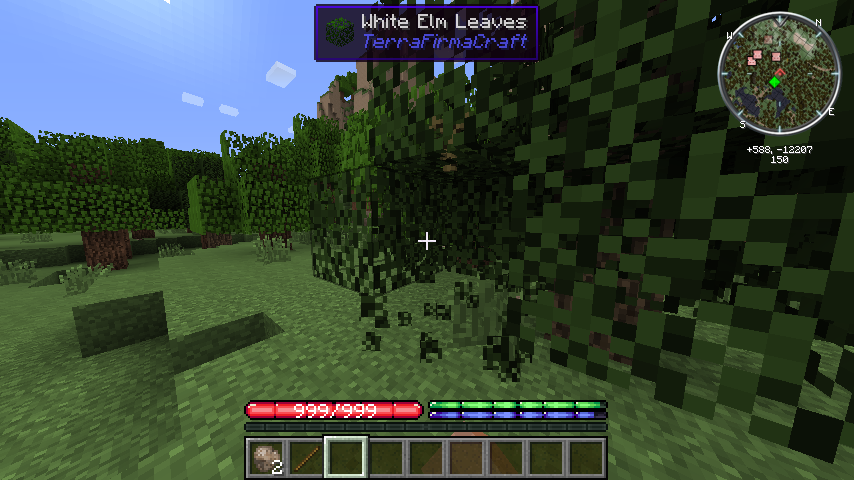 White Elm Leaves
TerraFirmaCraft
N
W
E
S
+588, -12207
150
999/999
2